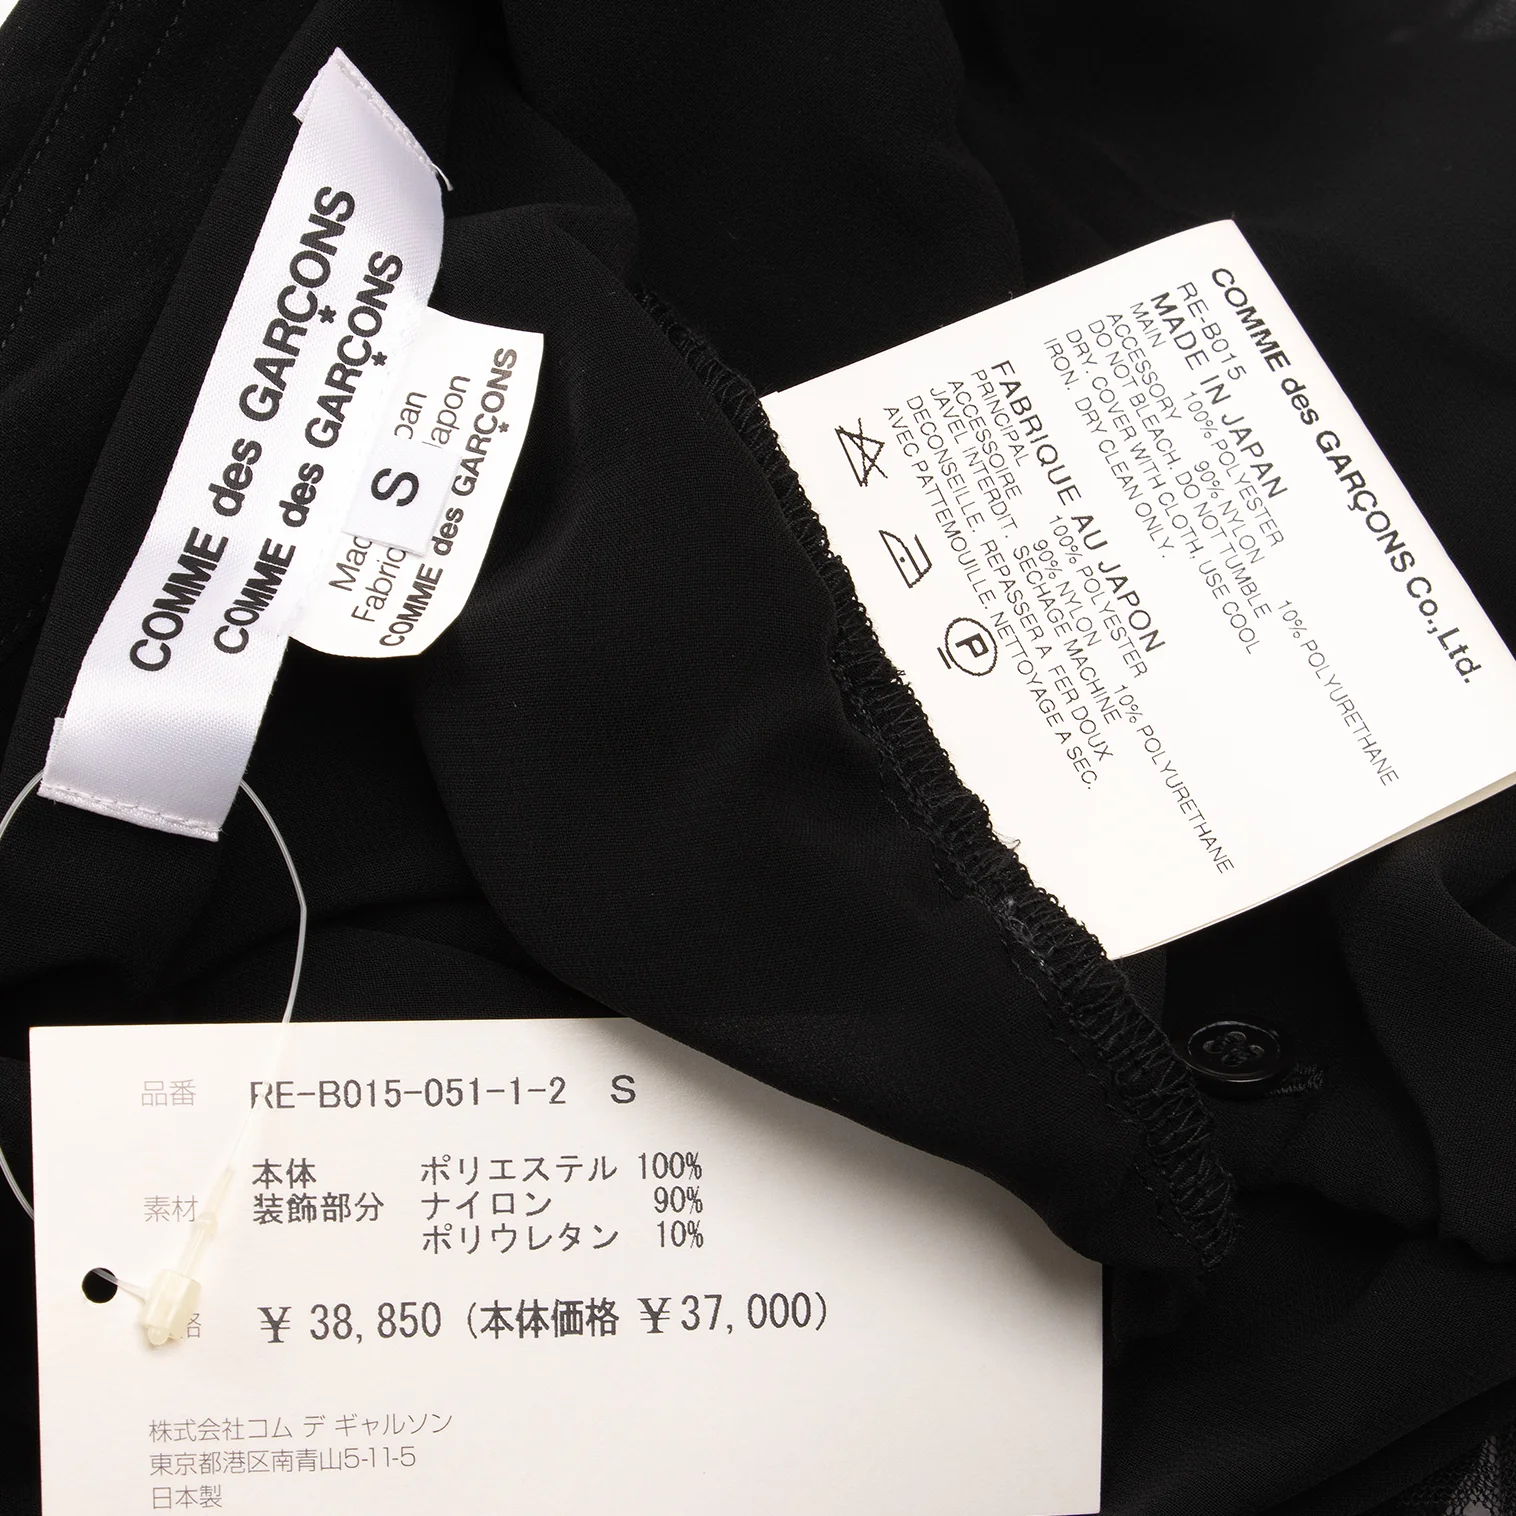 COMME des GARÇONS
COMME des GARÇONS
S
COMME des GARÇONS
COMME des GARÇONS Co.,Ltd.
RE-B015
MADE IN JAPAN
MAIN 100% POLYESTER
ACCESSORY 90% NYLON 10% POLYURETHANE
DO NOT BLEACH. DO NOT TUMBLE
DRY. COVER WITH CLOTH, USE COOL
IRON. DRY CLEAN ONLY.
FABRIQUE AU JAPON
PRINCIPAL 100% POLYESTER
ACCESSOIRE 90% NYLON 10% POLYURETHANE
JAVEL INTERDIT. SECHAGE MACHINE
DECONSEILLE. REPASSER A FER DOUX
AVEC PATTEMOUILLE. NETTOYAGE A SEC.
P
品番 RE-B015-051-1-2 S
本体 ポリエステル 100%
素材 装飾部分 ナイロン 90%
ポリウレタン 10%
¥ 38,850 (本体価格 ¥37,000)
株式会社コム デ ギャルソン
東京都港区南青山5-11-5
日本製